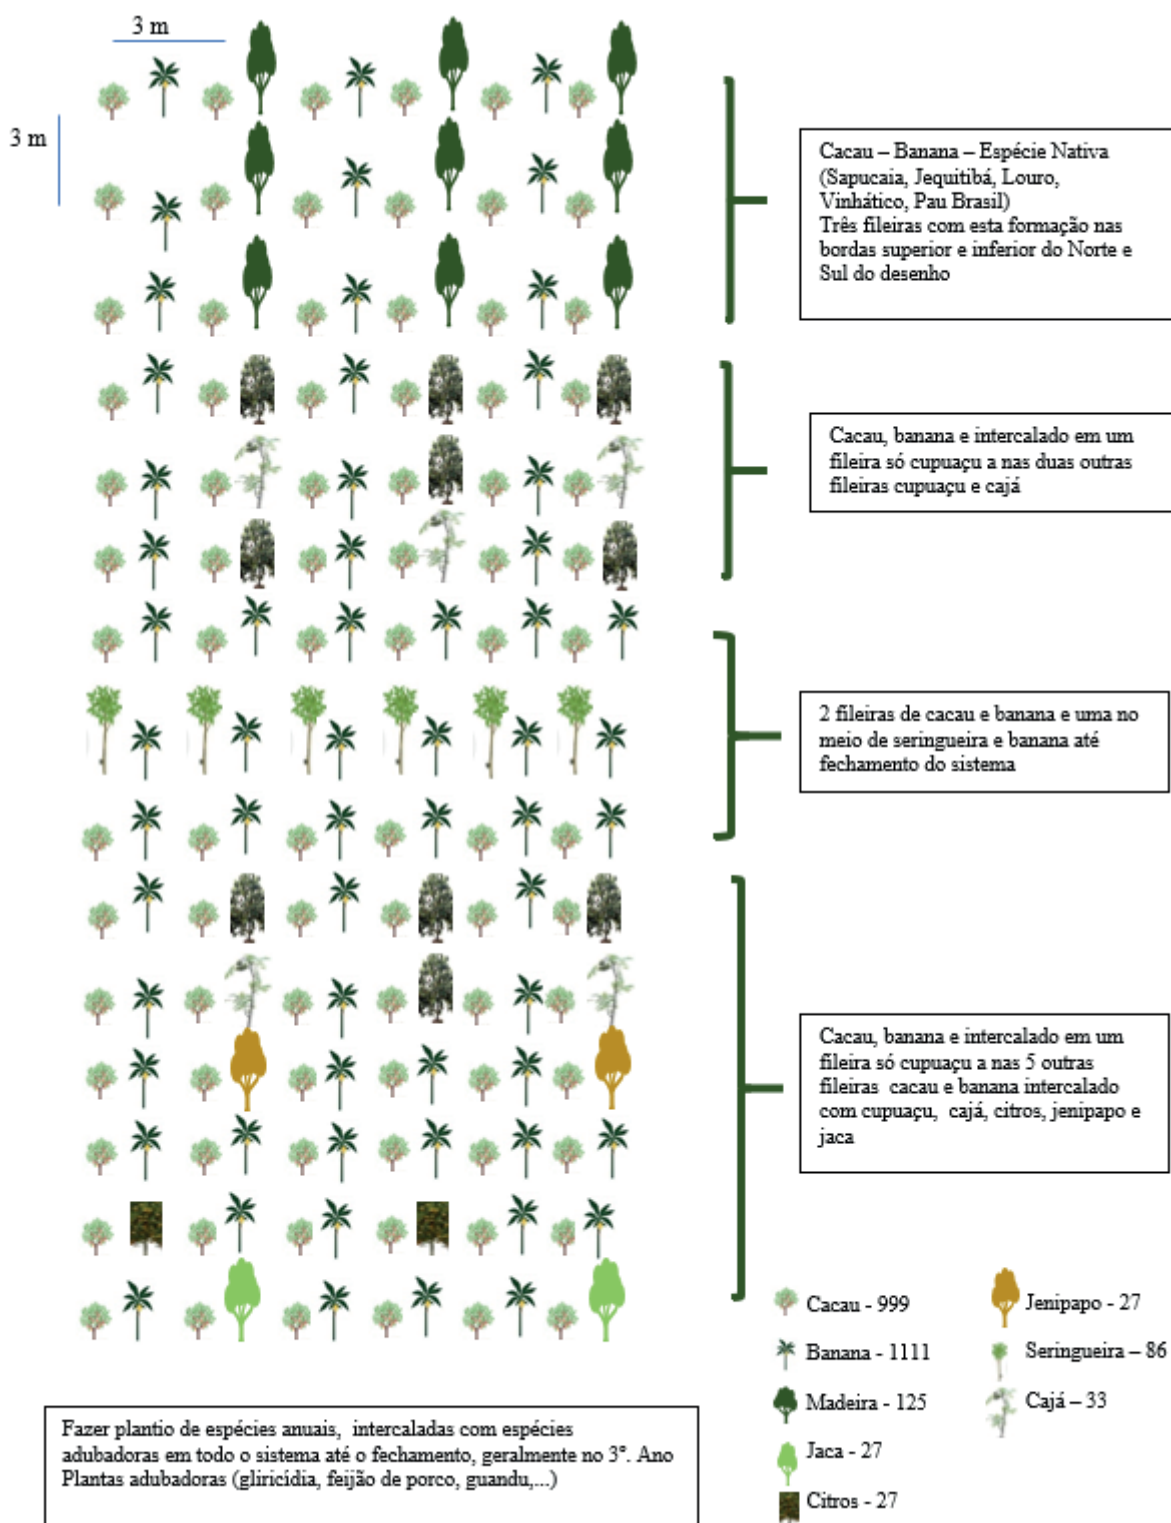 3 m
3 m
Cacau – Banana – Espécie Nativa
(Sapucaia, Jequitibá, Louro,
Vinhático, Pau Brasil)
Três fileiras com esta formação nas
bordas superior e inferior do Norte e
Sul do desenho
Cacau, banana e intercalado em um
fileira só cupuaçu a nas duas outras
fileiras cupuaçu e cajá
2 fileiras de cacau e banana e uma no
meio de seringueira e banana até
fechamento do sistema
Cacau, banana e intercalado em um
fileira só cupuaçu a nas 5 outras
fileiras cacau e banana intercalado
com cupuaçu, cajá, citros, jenipapo e
jaca
Cacau - 999
Banana - 1111
Madeira - 125
Jaca - 27
Citros - 27
Jenipapo - 27
Seringueira – 86
Cajá – 33
Fazer plantio de espécies anuais, intercaladas com espécies
adubadoras em todo o sistema até o fechamento, geralmente no 3°. Ano
Plantas adubadoras (gliricídia, feijão de porco, guandu,...)